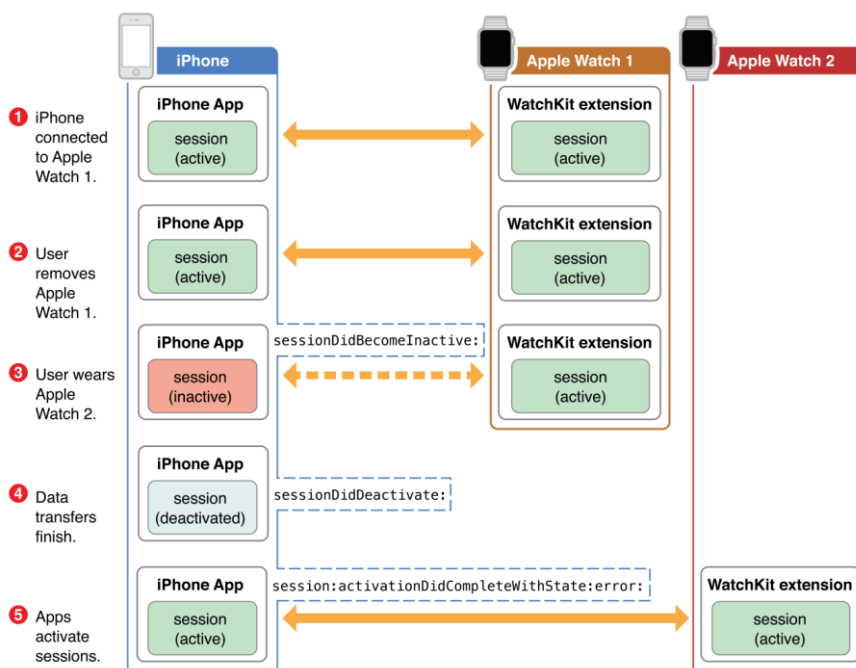 iPhone
Apple Watch 1
Apple Watch 2
1
iPhone
connected
to Apple
Watch 1.
iPhone App
session
(active)
WatchKit extension
session
(active)
2
User
removes
Apple
Watch 1.
iPhone App
session
(active)
WatchKit extension
session
(active)
3
User wears
Apple
Watch 2.
iPhone App
session
(inactive)
sessionDidBecomeInactive:
WatchKit extension
session
(active)
4
Data
transfers
finish.
iPhone App
session
(deactivated)
sessionDidDeactivate:
5
Apps
activate
sessions.
iPhone App
session
(active)
session:activationDidCompleteWithState:error:
WatchKit extension
session
(active)